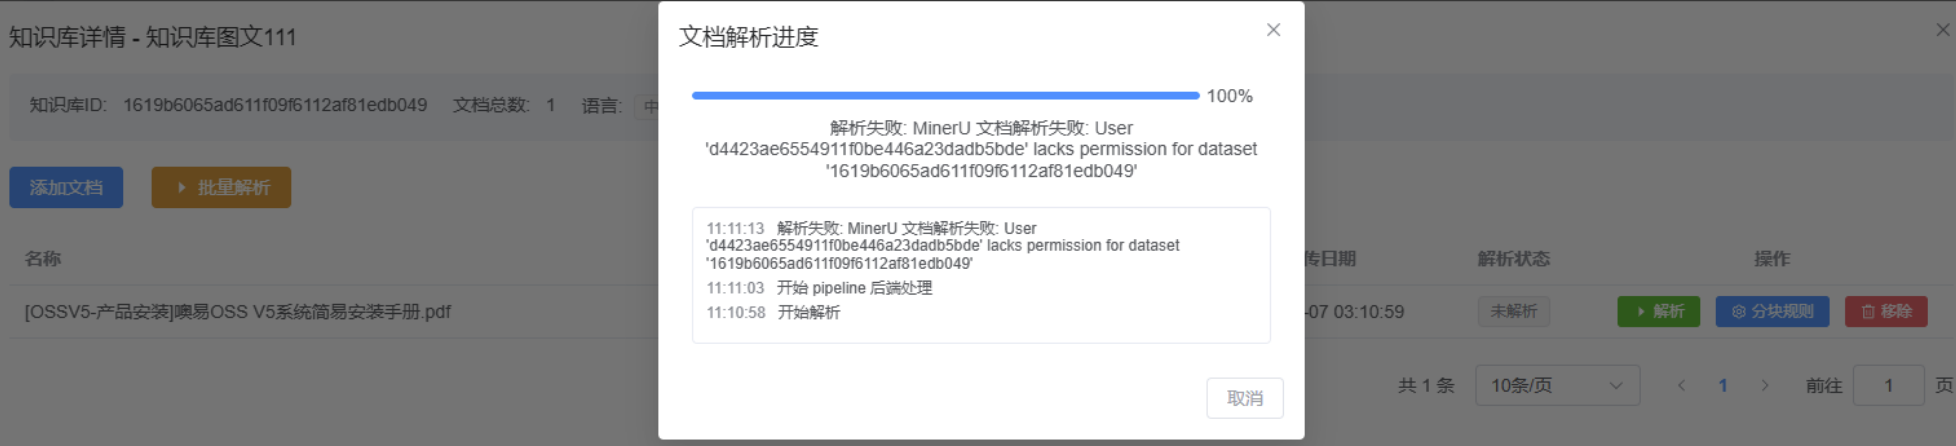 知识库详情 - 知识库图文111
知识库ID: 1619b6065ad611f09f6112af81edb049 文档总数: 1 语言: 中
添加文档 批量解析
名称
[OSSV5-产品安装]噢易OSS V5系统简易安装手册.pdf
文档解析进度
100%
解析失败: MinerU 文档解析失败: User
'd4423ae6554911f0be446a23dadb5bde' lacks permission for dataset
'1619b6065ad611f09f6112af81edb049'
11:11:13 解析失败: MinerU 文档解析失败: User
'd4423ae6554911f0be446a23dadb5bde' lacks permission for dataset
'1619b6065ad611f09f6112af81edb049'
11:11:03 开始 pipeline 后端处理
11:10:58 开始解析
取消
传日期 解析状态 操作
-07 03:10:59 未解析 解析 分块规则 移除
共 1 条 10条/页 1 前往 1 页